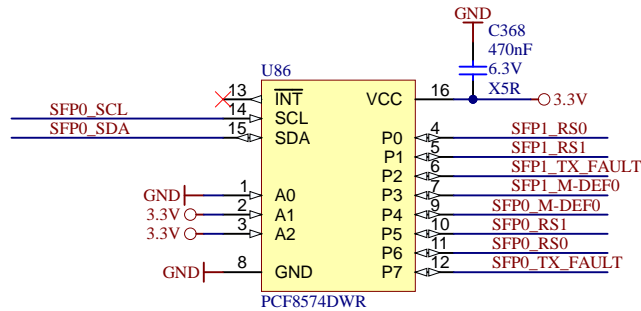 GND
C368
470nF
6.3V
X5R
U86
13 INT VCC 16 3.3V
SFP0_SCL 14 SCL
SFP0_SDA 15 SDA P0 4 SFP1_RS0
P1 5 SFP1_RS1
P2 6 SFP1_TX_FAULT
GND 1 A0 P3 7 SFP1_M-DEF0
3.3V 2 A1 P4 9 SFP0_M-DEF0
3.3V 3 A2 P5 10 SFP0_RS1
P6 11 SFP0_RS0
GND 8 GND P7 12 SFP0_TX_FAULT
PCF8574DWR